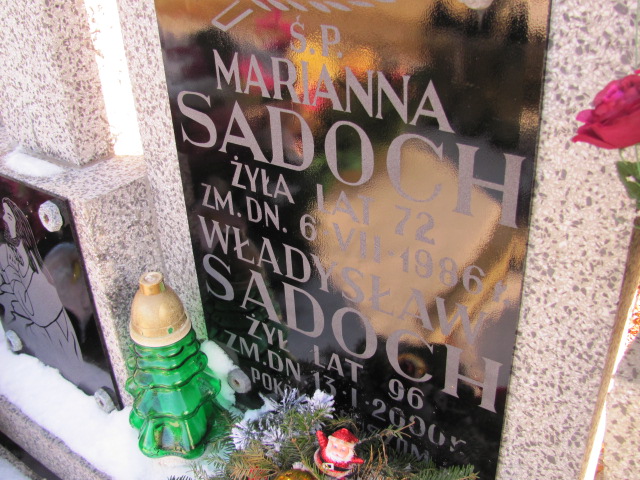 Ś.P.
MARIANNA
SADOCH
ŻYŁA LAT 72
ZM. DN. 6-VII-1986 r.
WŁADYSŁAW
SADOCH
ŻYŁ LAT 96
ZM. DN. 13-I-2000 r.